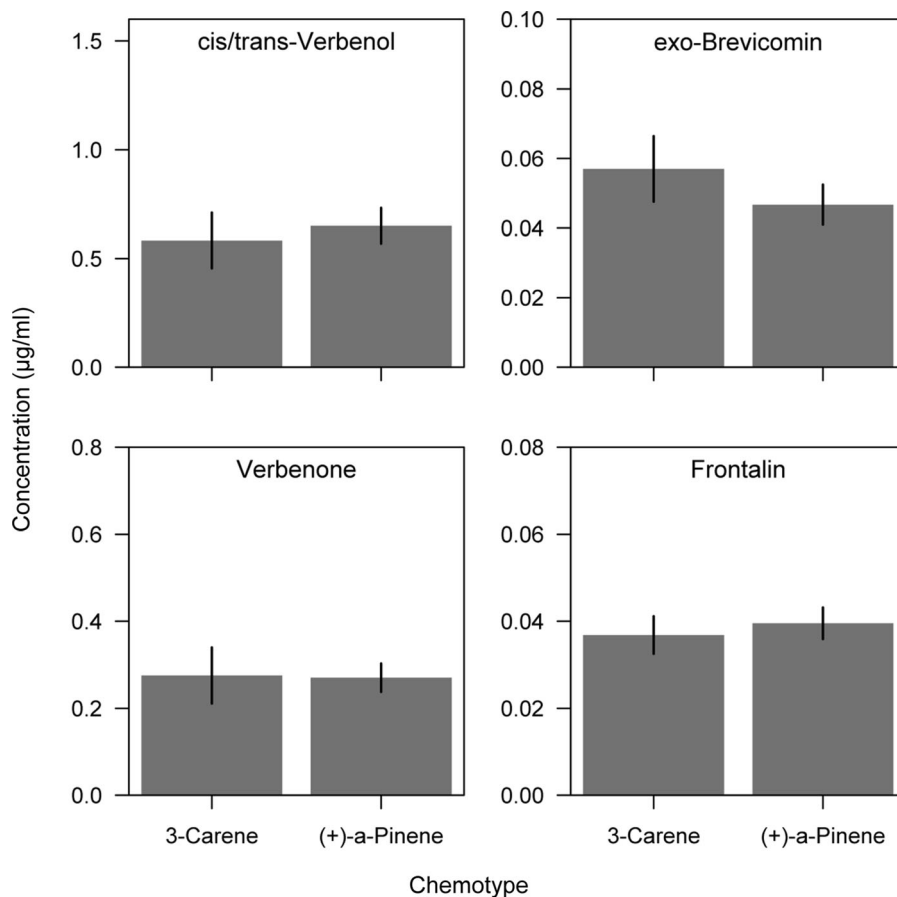 cis/trans-Verbenol
1.5
1.0
0.5
0.0
exo-Brevicomin
0.10
0.08
0.06
0.04
0.02
0.00
Concentration (µg/ml)
Verbenone
0.8
0.6
0.4
0.2
0.0
3-Carene (+)-a-Pinene
Frontalin
0.08
0.06
0.04
0.02
0.00
3-Carene (+)-a-Pinene
Chemotype